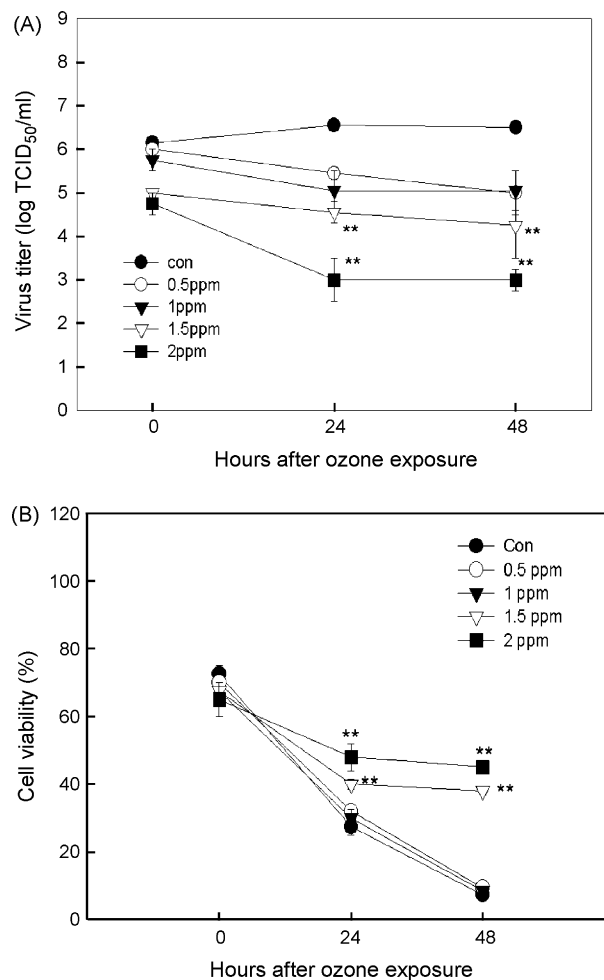 (A)
9
8
7
6
5
4
3
2
1
0
Virus titer (log TCID50/ml)
**
**
**
**
con
0.5ppm
1ppm
1.5ppm
2ppm
0 24 48
Hours after ozone exposure
(B)
120
100
80
60
40
20
0
Cell viability (%)
Con
0.5 ppm
1 ppm
1.5 ppm
2 ppm
**
**
**
**
0 24 48
Hours after ozone exposure